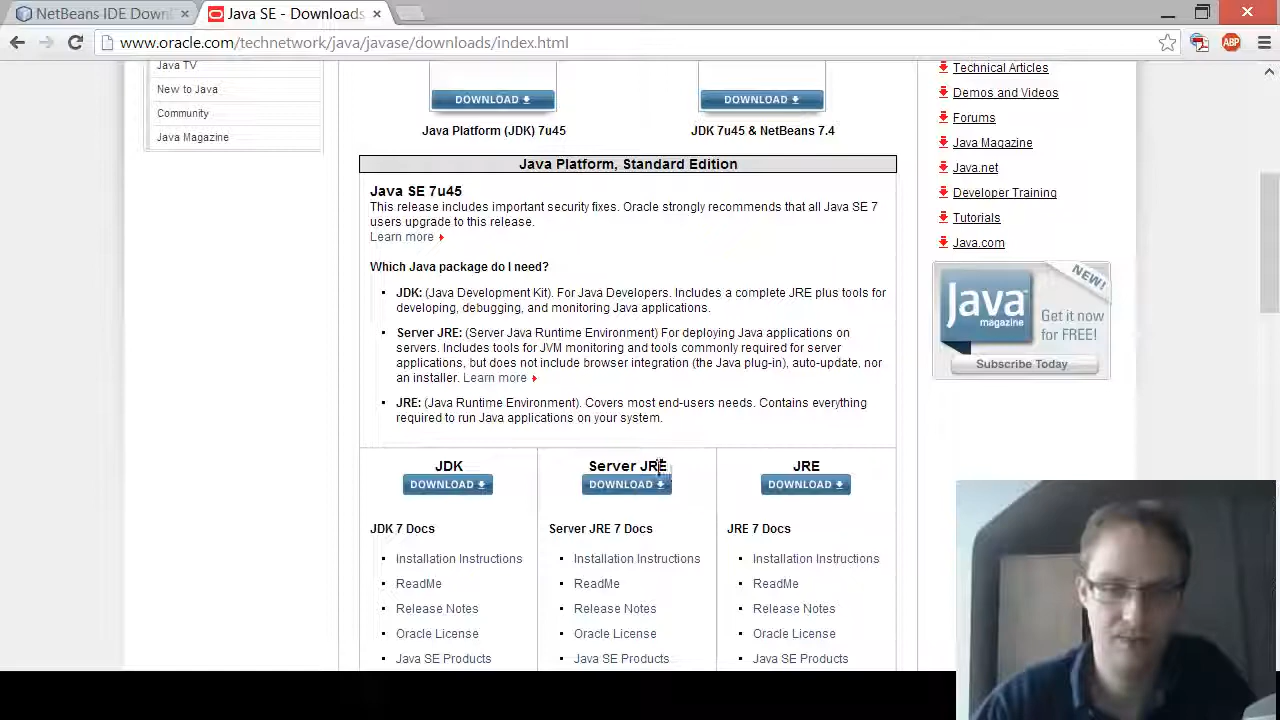 NetBeans IDE Down
Java SE - Downloads
www.oracle.com/technetwork/java/javase/downloads/index.html
ABP
Java TV
New to Java
Community
Java Magazine
DOWNLOAD
DOWNLOAD
Java Platform (JDK) 7u45
JDK 7u45 & NetBeans 7.4
Java Platform, Standard Edition
Java SE 7u45
This release includes important security fixes. Oracle strongly recommends that all Java SE 7
users upgrade to this release.
Learn more
Which Java package do I need?
JDK: (Java Development Kit). For Java Developers. Includes a complete JRE plus tools for
developing, debugging, and monitoring Java applications.
Server JRE: (Server Java Runtime Environment) For deploying Java applications on
servers. Includes tools for JVM monitoring and tools commonly required for server
applications, but does not include browser integration (the Java plug-in), auto-update, nor
an installer. Learn more
JRE: (Java Runtime Environment). Covers most end-users needs. Contains everything
required to run Java applications on your system.
JDK
DOWNLOAD
JDK 7 Docs
Installation Instructions
ReadMe
Release Notes
Oracle License
Java SE Products
Server JRE
DOWNLOAD
Server JRE 7 Docs
Installation Instructions
ReadMe
Release Notes
Oracle License
Java SE Products
JRE
DOWNLOAD
JRE 7 Docs
Installation Instructions
ReadMe
Release Notes
Oracle License
Java SE Products
Technical Articles
Demos and Videos
Forums
Java Magazine
Java.net
Developer Training
Tutorials
Java.com
NEW!
Java
magazine
Get it now
for FREE!
Subscribe Today